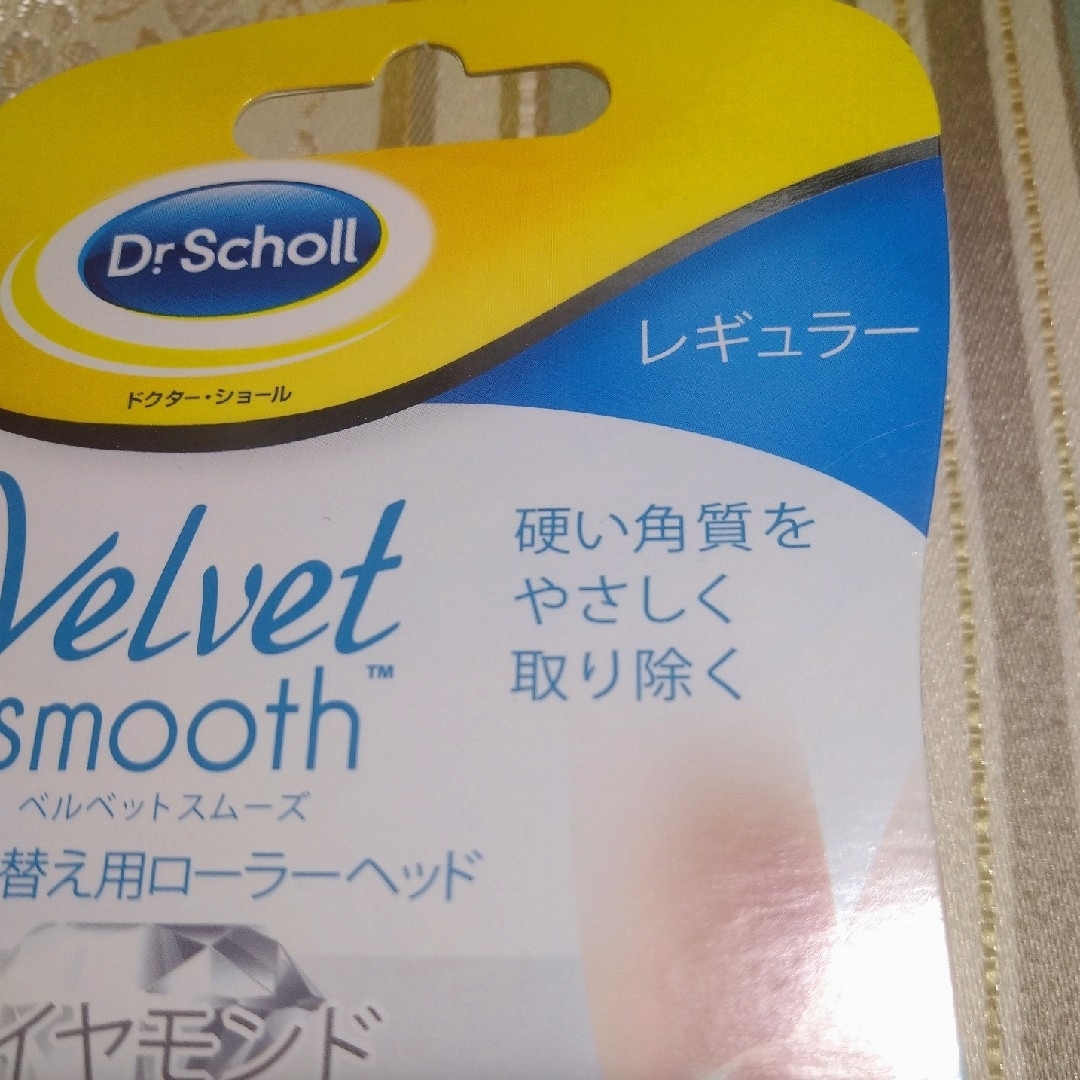 Dr.Scholl
ドクター・ショール
レギュラー
Velvet
smooth™
ベルベットスムーズ
硬い角質を
やさしく
取り除く
替え用ローラーヘッド
イヤモンド